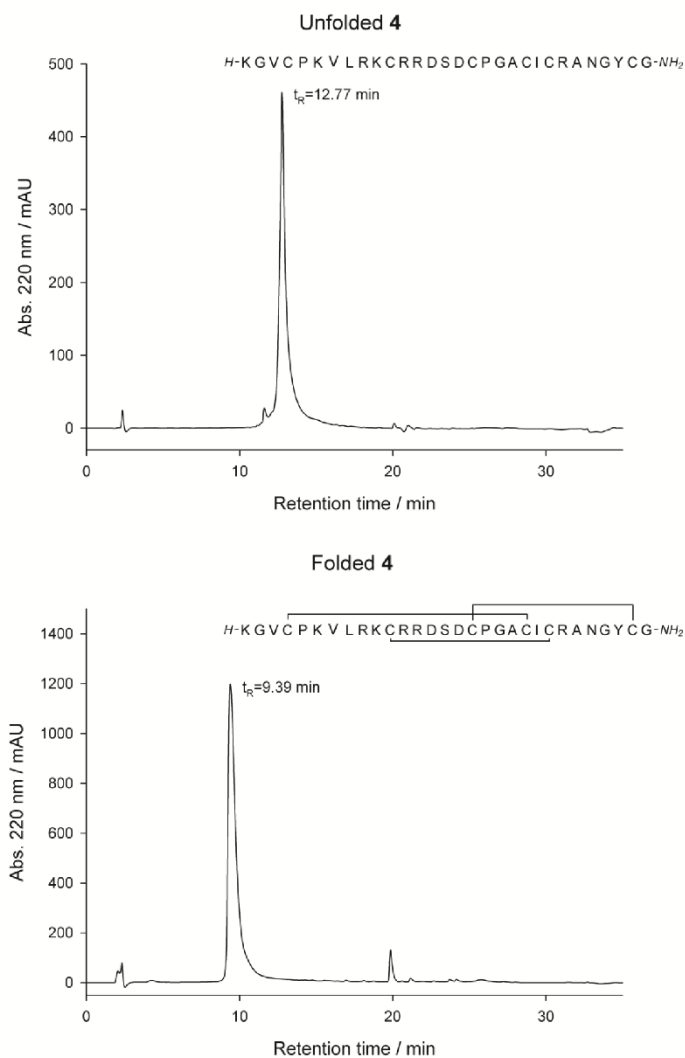 Unfolded 4
H-KGVCPKVLRKCRRDSDCPGACICRANGYCG-NH2
tR=12.77 min
500
400
300
200
100
0
Abs. 220 nm / mAU
0 10 20 30
Retention time / min
Folded 4
H-KGVCPKVLRKCRRDSDCPGACICRANGYCG-NH2
tR=9.39 min
1400
1200
1000
800
600
400
200
0
Abs. 220 nm / mAU
0 10 20 30
Retention time / min